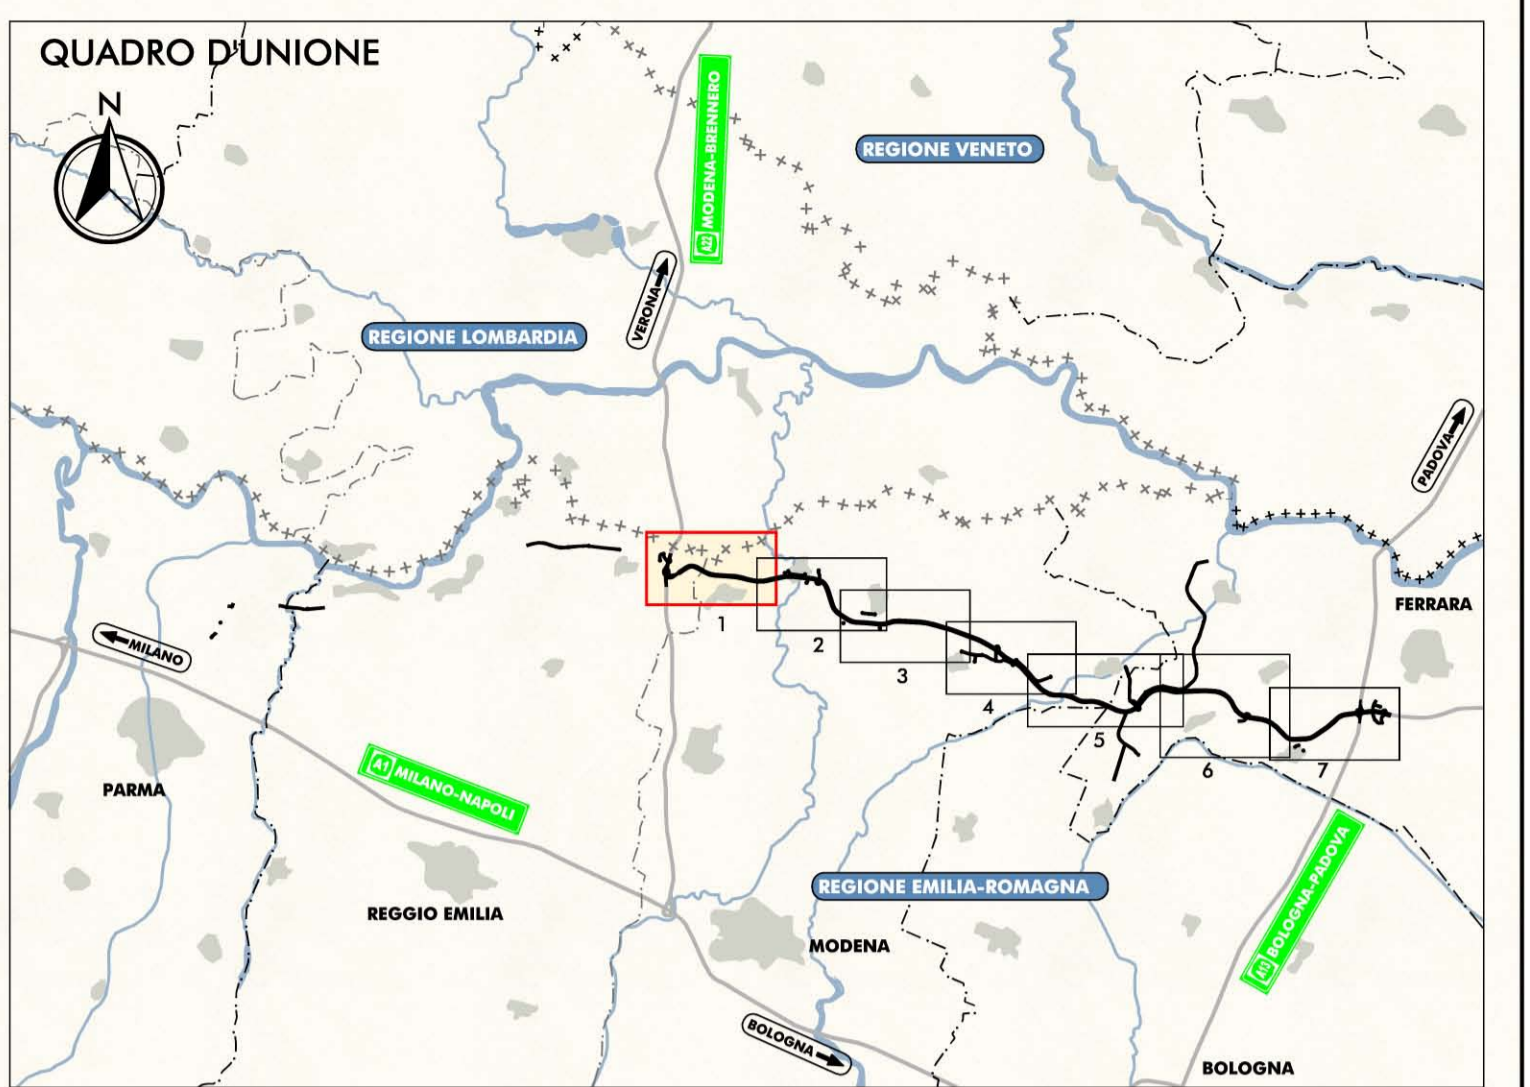 QUADRO D'UNIONE
N
A22 MODENA-BRENNERO
REGIONE VENETO
VERONA
REGIONE LOMBARDIA
PADOVA
FERRARA
MILANO
1
2
3
4
5
6
7
PARMA
A1 MILANO-NAPOLI
REGGIO EMILIA
REGIONE EMILIA-ROMAGNA
A13 BOLOGNA-PADOVA
MODENA
BOLOGNA
BOLOGNA